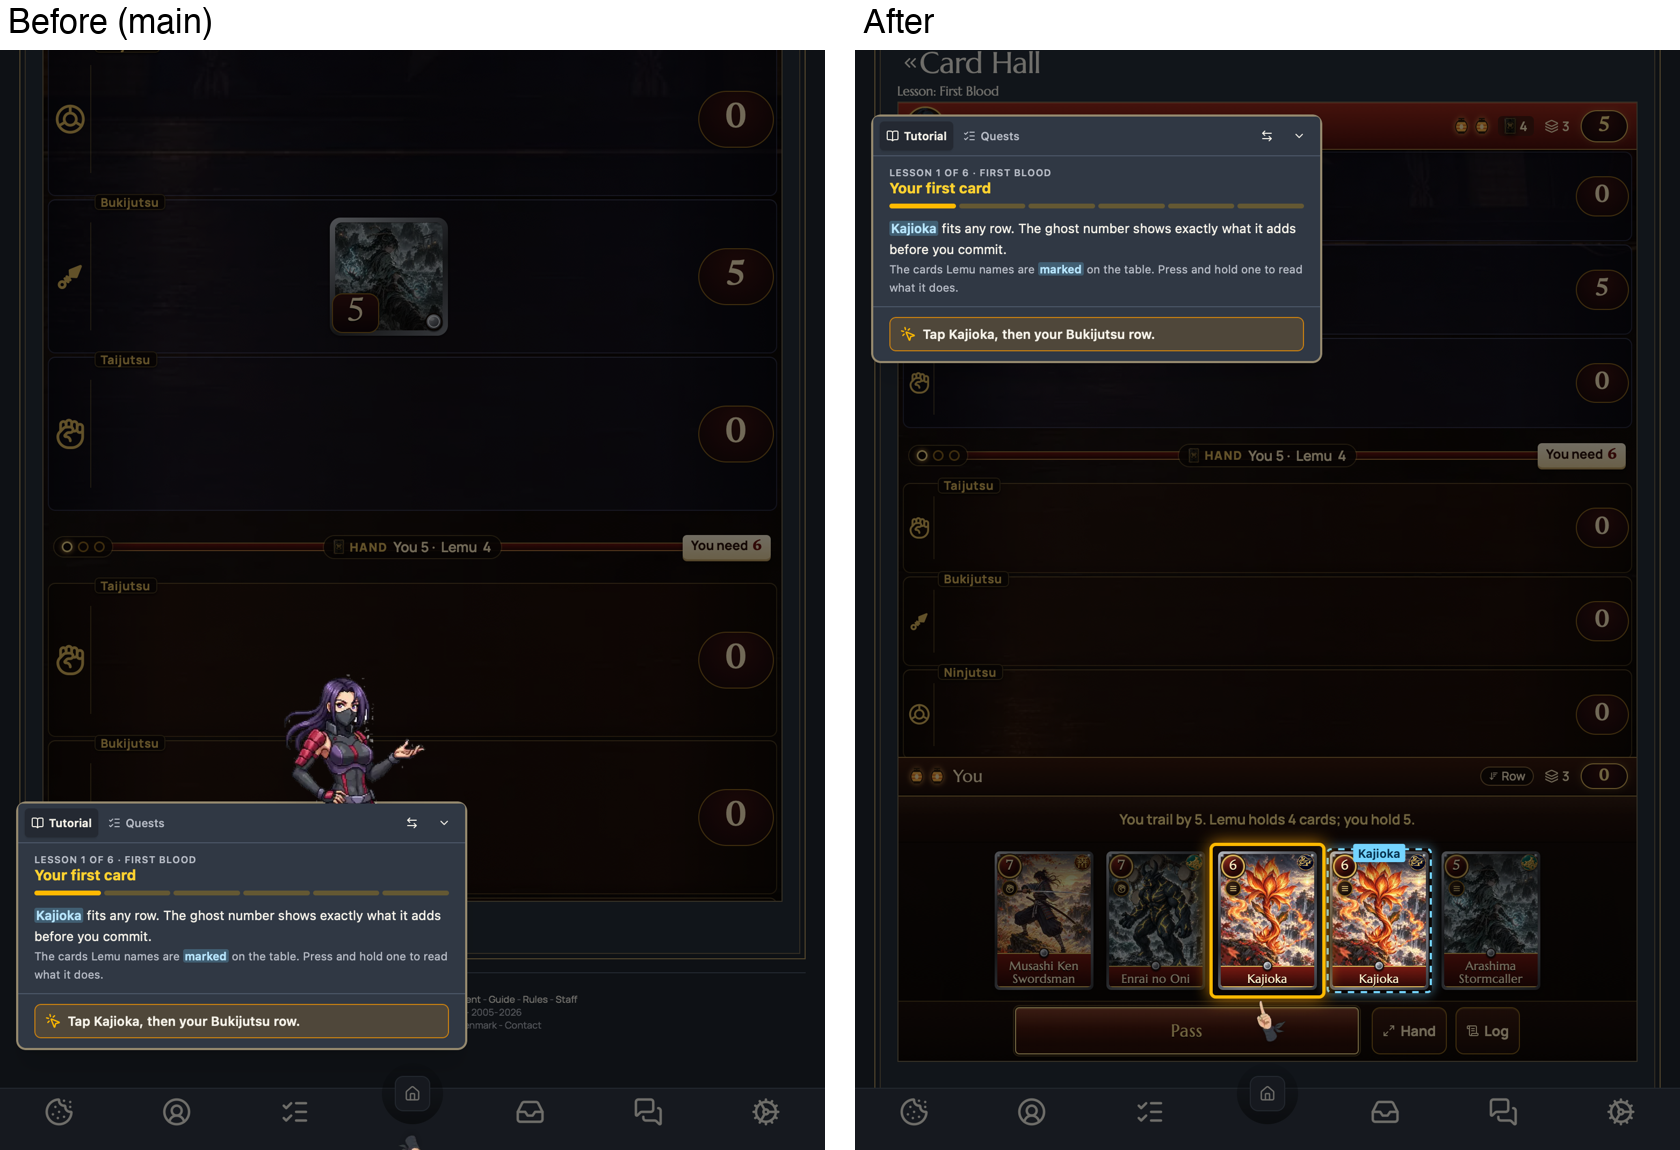 Before (main)
0
Bukijutsu
5
5
Taijutsu
0
HAND You 5 · Lemu 4
You need 6
Taijutsu
0
Bukijutsu
0
Tutorial
Quests
LESSON 1 OF 6 · FIRST BLOOD
Your first card
Kajioka fits any row. The ghost number shows exactly what it adds
before you commit.
The cards Lemu names are marked on the table. Press and hold one to read
what it does.
Tap Kajioka, then your Bukijutsu row.
ent - Guide - Rules - Staff
2005-2026
nmark - Contact
After
«Card Hall
Lesson: First Blood
4
3
5
Tutorial
Quests
LESSON 1 OF 6 · FIRST BLOOD
Your first card
Kajioka fits any row. The ghost number shows exactly what it adds
before you commit.
The cards Lemu names are marked on the table. Press and hold one to read
what it does.
Tap Kajioka, then your Bukijutsu row.
0
5
0
HAND You 5 · Lemu 4
You need 6
Taijutsu
0
Bukijutsu
0
Ninjutsu
0
You
Row
3
0
You trail by 5. Lemu holds 4 cards; you hold 5.
7
Musashi Ken
Swordsman
7
Enrai no Oni
6
Kajioka
Kajioka
6
Kajioka
5
Arashima
Stormcaller
Pass
Hand
Log